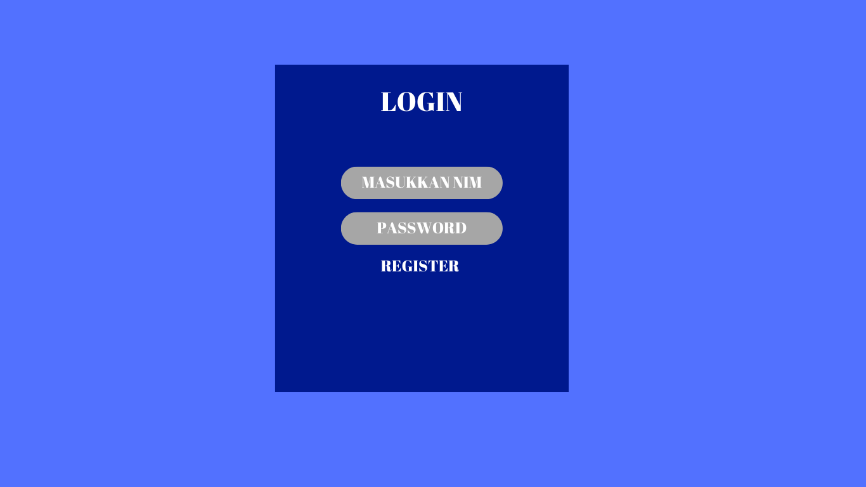 LOGIN
MASUKKAN NIM
PASSWORD
REGISTER